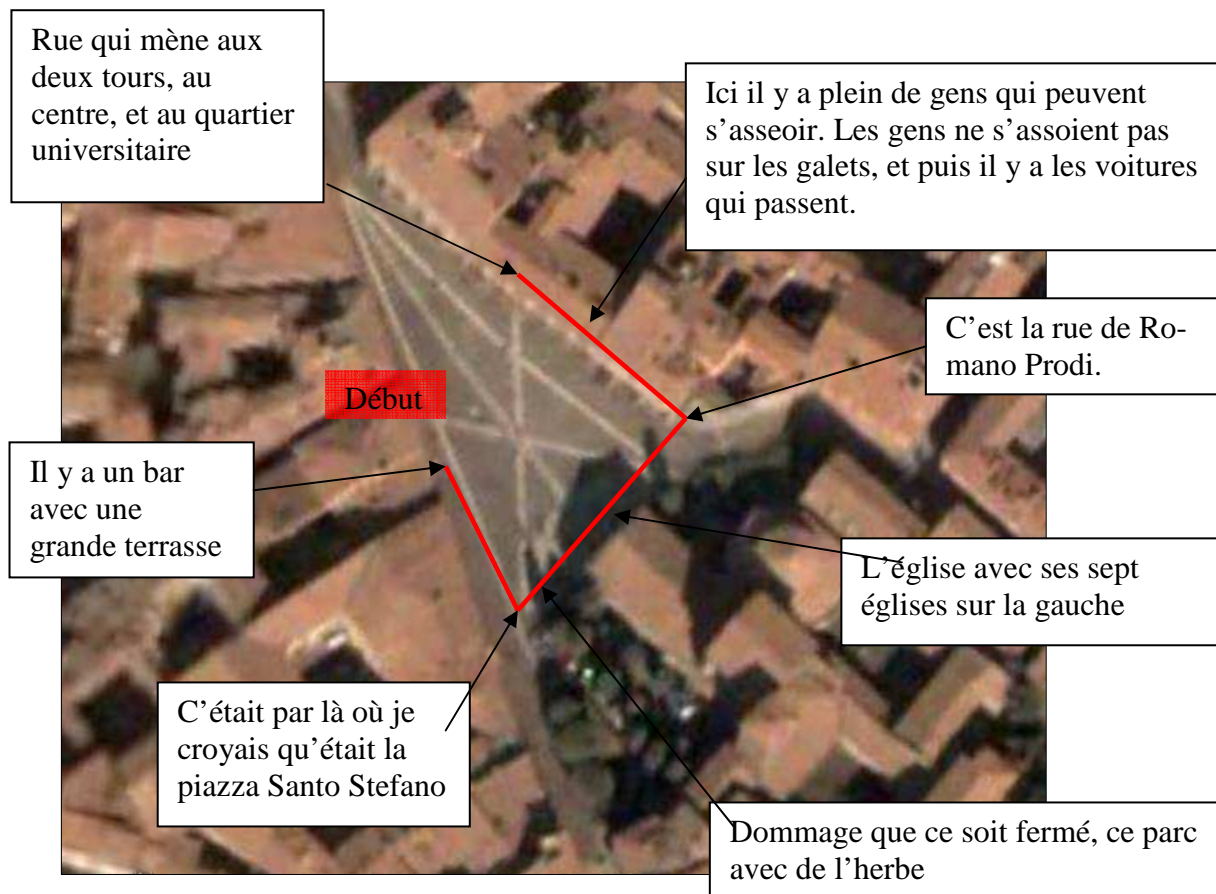 Rue qui mène aux
deux tours, au
centre, et au quartier
universitaire
Ici il y a plein de gens qui peuvent
s’asseoir. Les gens ne s’assoient pas
sur les galets, et puis il y a les voitures
qui passent.
C’est la rue de Ro-
mano Prodi.
Début
Il y a un bar
avec une
grande terrasse
L’église avec ses sept
églises sur la gauche
C’était par là où je
croyais qu’était la
piazza Santo Stefano
Dommage que ce soit fermé, ce parc
avec de l’herbe